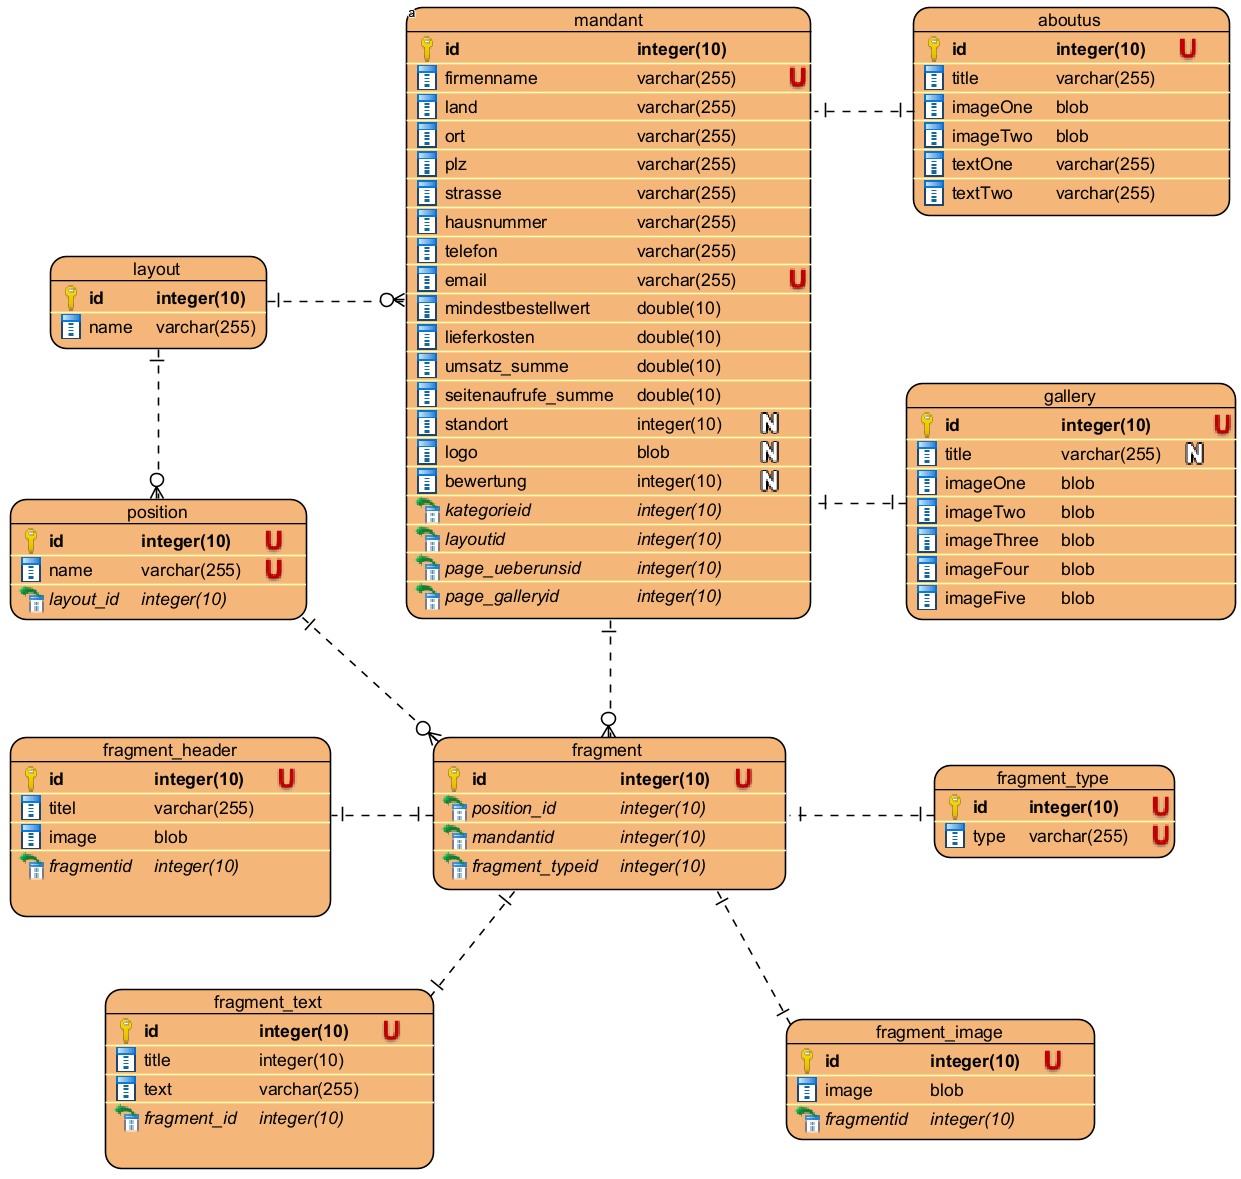 a
mandant
id integer(10)
firmenname varchar(255) U
land varchar(255)
ort varchar(255)
plz varchar(255)
strasse varchar(255)
hausnummer varchar(255)
telefon varchar(255)
email varchar(255) U
mindestbestellwert double(10)
lieferkosten double(10)
umsatz_summe double(10)
seitenaufrufe_summe double(10)
standort integer(10) N
logo blob N
bewertung integer(10) N
kategorieid integer(10)
layoutid integer(10)
page_ueberunsid integer(10)
page_galleryid integer(10)
aboutus
id integer(10) U
title varchar(255)
imageOne blob
imageTwo blob
textOne varchar(255)
textTwo varchar(255)
layout
id integer(10)
name varchar(255)
gallery
id integer(10) U
title varchar(255) N
imageOne blob
imageTwo blob
imageThree blob
imageFour blob
imageFive blob
position
id integer(10) U
name varchar(255) U
layout_id integer(10)
fragment_header
id integer(10) U
titel varchar(255)
image blob
fragmentid integer(10)
fragment
id integer(10) U
position_id integer(10)
mandantid integer(10)
fragment_typeid integer(10)
fragment_type
id integer(10) U
type varchar(255) U
fragment_text
id integer(10) U
title integer(10)
text varchar(255)
fragment_id integer(10)
fragment_image
id integer(10) U
image blob
fragmentid integer(10)